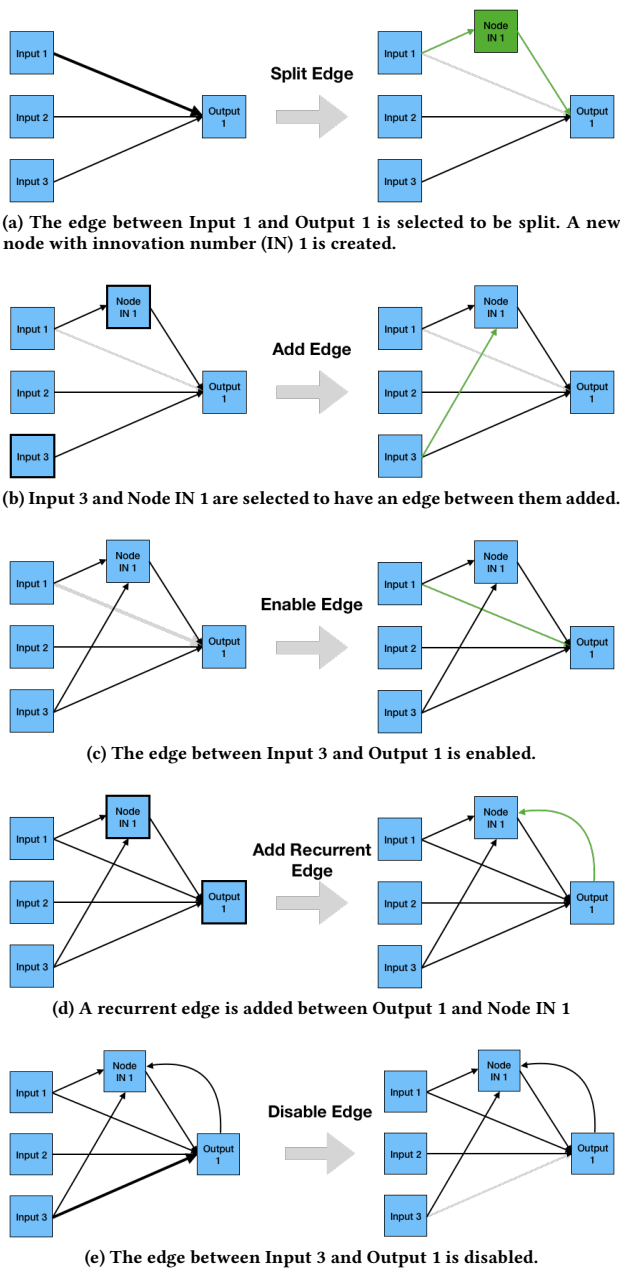 Input 1
Node
IN 1
Input 1
Split Edge
Input 2
Output
1
Input 2
Output
1
Input 3
Input 3
(a) The edge between Input 1 and Output 1 is selected to be split. A new
node with innovation number (IN) 1 is created.
Node
IN 1
Node
IN 1
Input 1
Input 1
Add Edge
Input 2
Output
1
Input 2
Output
1
Input 3
Input 3
(b) Input 3 and Node IN 1 are selected to have an edge between them added.
Node
IN 1
Node
IN 1
Input 1
Input 1
Enable Edge
Input 2
Output
1
Input 2
Output
1
Input 3
Input 3
(c) The edge between Input 3 and Output 1 is enabled.
Node
IN 1
Node
IN 1
Input 1
Input 1
Add Recurrent
Edge
Input 2
Output
1
Input 2
Output
1
Input 3
Input 3
(d) A recurrent edge is added between Output 1 and Node IN 1
Node
IN 1
Node
IN 1
Input 1
Input 1
Disable Edge
Input 2
Output
1
Input 2
Output
1
Input 3
Input 3
(e) The edge between Input 3 and Output 1 is disabled.